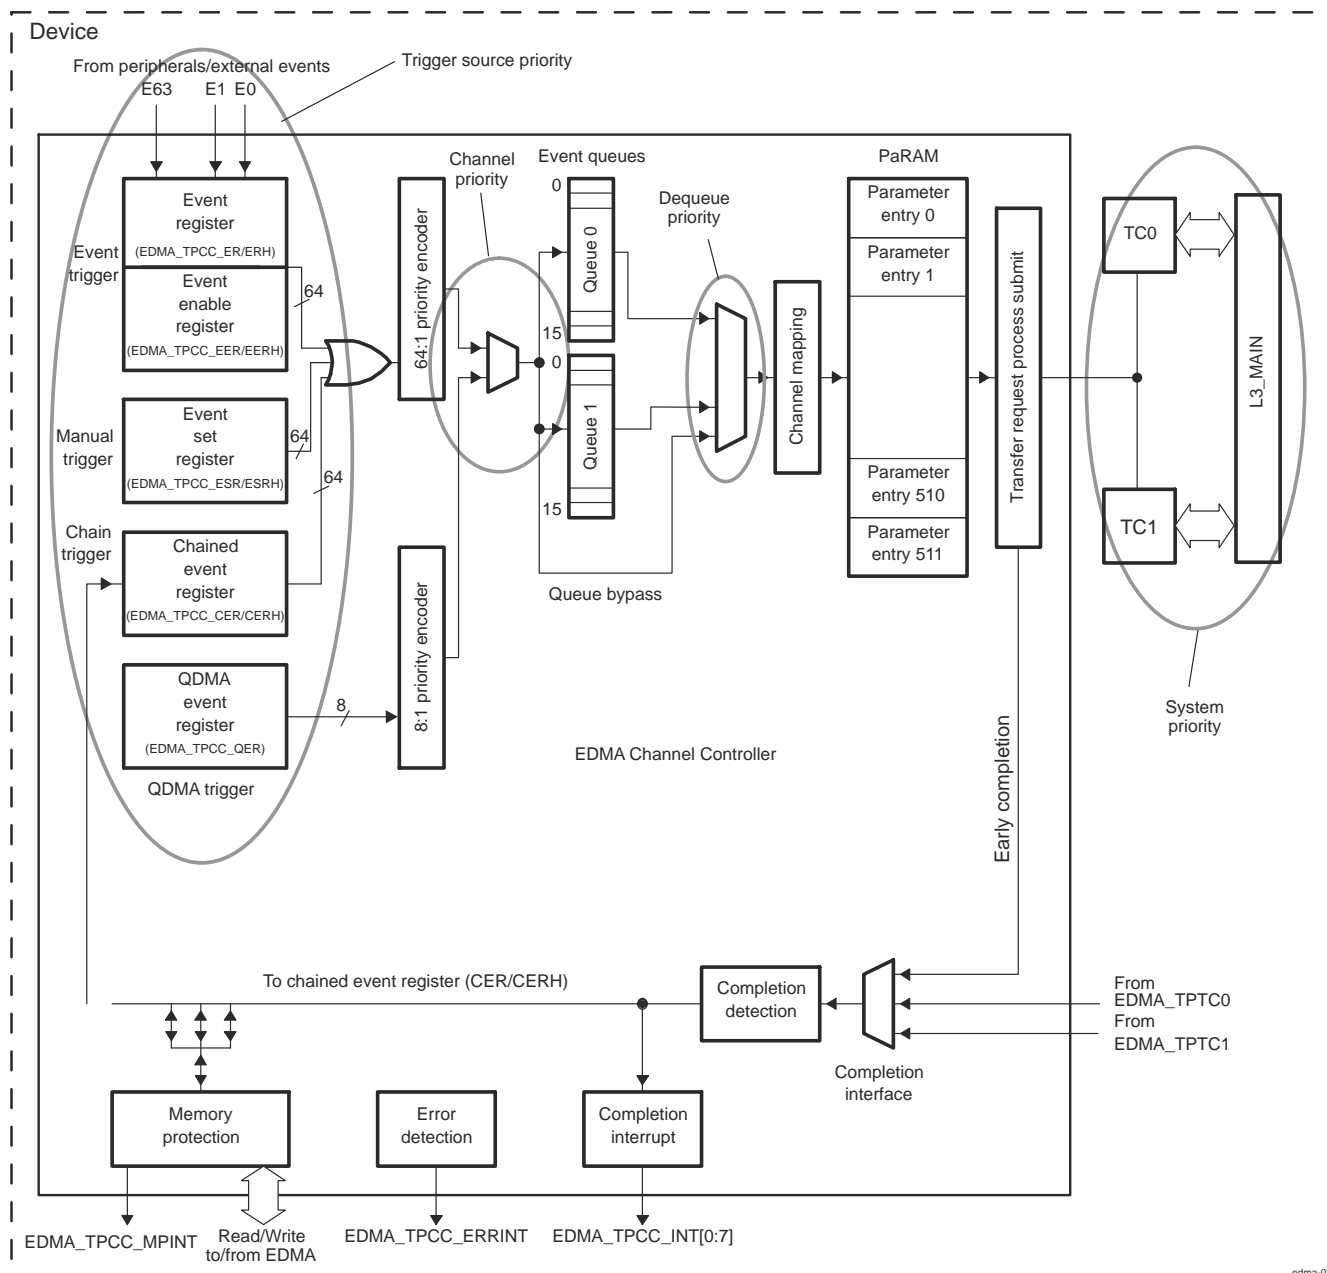 Device
From peripherals/external events
E63
E1 E0
Trigger source priority
Event
register
(EDMA_TPCC_ER/ERH)
Event
trigger
Event
enable
register
(EDMA_TPCC_EER/EERH)
64
Manual
trigger
Event
set
register
(EDMA_TPCC_ESR/ESRH)
64
64
Chain
trigger
Chained
event
register
(EDMA_TPCC_CER/CERH)
QDMA
event
register
(EDMA_TPCC_QER)
8
QDMA trigger
64:1 priority encoder
8:1 priority encoder
Channel
priority
Event queues
0
Queue 0
15
0
Queue 1
15
Queue bypass
Dequeue
priority
Channel mapping
PaRAM
Parameter
entry 0
Parameter
entry 1
Parameter
entry 510
Parameter
entry 511
Transfer request process submit
TC0
TC1
L3_MAIN
System
priority
EDMA Channel Controller
Early completion
To chained event register (CER/CERH)
Completion
detection
Completion
interface
From
EDMA_TPTC0
From
EDMA_TPTC1
Memory
protection
Error
detection
Completion
interrupt
EDMA_TPCC_MPINT
Read/Write
to/from EDMA
EDMA_TPCC_ERRINT
EDMA_TPCC_INT[0:7]